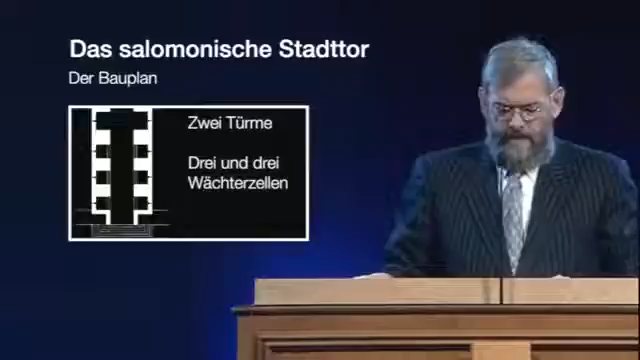 Das salomonische Stadttor
Der Bauplan
Zwei Türme
Drei und drei
Wächterzellen